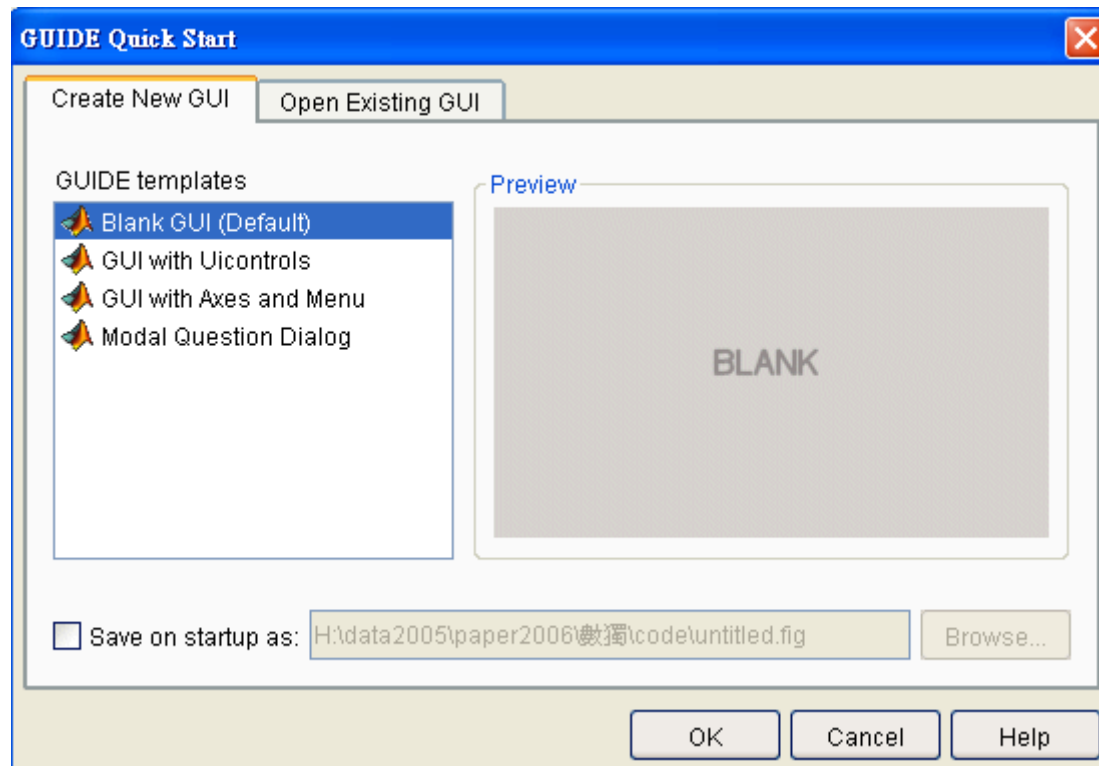 GUIDE Quick Start
Create New GUI
Open Existing GUI
GUIDE templates
Preview
Blank GUI (Default)
GUI with Uicontrols
GUI with Axes and Menu
Modal Question Dialog
BLANK
Save on startup as:
H:\data2005\paper2006\數獨\code\untitled.fig
Browse...
OK
Cancel
Help